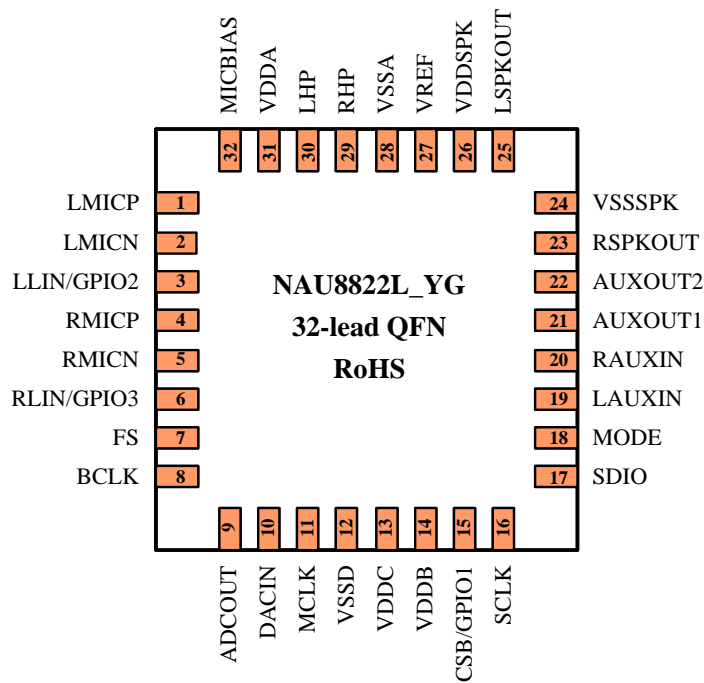 MICBIAS
VDDA
LHP
RHP
VSSA
VREF
VDDSPK
LSPKOUT
32
31
30
29
28
27
26
25
LMICP 1
LMICN 2
LLIN/GPIO2 3
RMICP 4
RMICN 5
RLIN/GPIO3 6
FS 7
BCLK 8
NAU8822L_YG
32-lead QFN
RoHS
24 VSSSPK
23 RSPKOUT
22 AUXOUT2
21 AUXOUT1
20 RAUXIN
19 LAUXIN
18 MODE
17 SDIO
9
10
11
12
13
14
15
16
ADCOUT
DACIN
MCLK
VSSD
VDDC
VDDB
CSB/GPIO1
SCLK